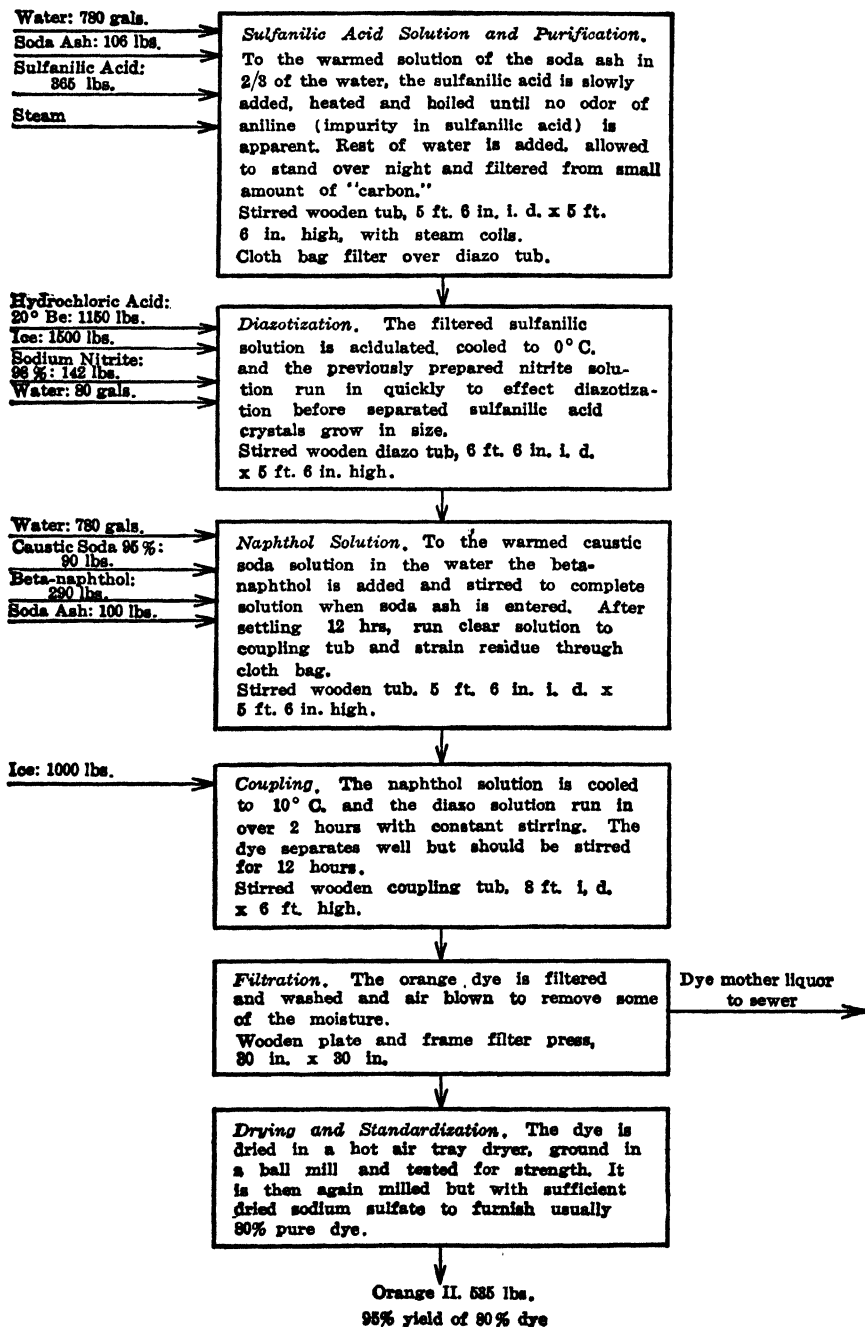 Water: 780 gals.
Soda Ash: 106 lbs.
Sulfanilic Acid:
365 lbs.
Steam
Sulfanilic Acid Solution and Purification.
To the warmed solution of the soda ash in
2/3 of the water, the sulfanilic acid is slowly
added, heated and boiled until no odor of
aniline (impurity in sulfanilic acid) is
apparent. Rest of water is added, allowed
to stand over night and filtered from small
amount of "carbon."
Stirred wooden tub, 5 ft. 6 in. i. d. x 5 ft.
6 in. high, with steam coils.
Cloth bag filter over diazo tub.
Hydrochloric Acid:
20° Be: 1150 lbs.
Ice: 1500 lbs.
Sodium Nitrite:
98 %: 142 lbs.
Water: 80 gals.
Diazotization. The filtered sulfanilic
solution is acidulated, cooled to 0° C.
and the previously prepared nitrite solu-
tion run in quickly to effect diazotiza-
tion before separated sulfanilic acid
crystals grow in size.
Stirred wooden diazo tub, 6 ft. 6 in. i. d.
x 5 ft. 6 in. high.
Water: 780 gals.
Caustic Soda 95 %:
90 lbs.
Beta-naphthol:
290 lbs.
Soda Ash: 100 lbs.
Naphthol Solution. To the warmed caustic
soda solution in the water the beta-
naphthol is added and stirred to complete
solution when soda ash is entered. After
settling 12 hrs, run clear solution to
coupling tub and strain residue through
cloth bag.
Stirred wooden tub. 5 ft. 6 in. i. d. x
5 ft. 6 in. high.
Ice: 1000 lbs.
Coupling. The naphthol solution is cooled
to 10° C. and the diazo solution run in
over 2 hours with constant stirring. The
dye separates well but should be stirred
for 12 hours.
Stirred wooden coupling tub, 8 ft. i. d.
x 6 ft. high.
Filtration. The orange dye is filtered
and washed and air blown to remove some
of the moisture.
Wooden plate and frame filter press,
30 in. x 30 in.
Dye mother liquor
to sewer
Drying and Standardization. The dye is
dried in a hot air tray dryer, ground in
a ball mill and tested for strength. It
is then again milled but with sufficient
dried sodium sulfate to furnish usually
80% pure dye.
Orange II. 535 lbs.
95% yield of 80% dye